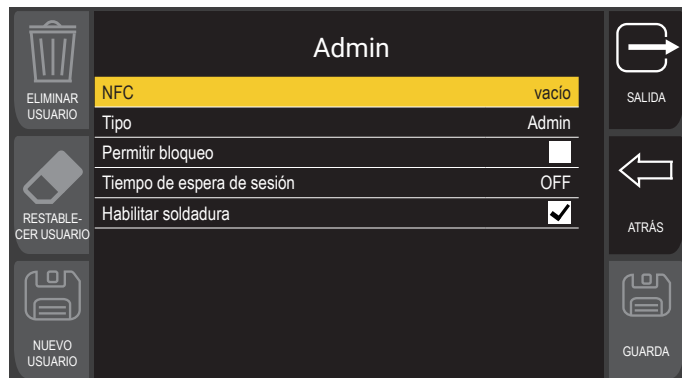 Admin
ELIMINAR
USUARIO
RESTABLE-
CER USUARIO
NUEVO
USUARIO
NFC vacío
Tipo Admin
Permitir bloqueo
Tiempo de espera de sesión OFF
Habilitar soldadura
SALIDA
ATRÁS
GUARDA